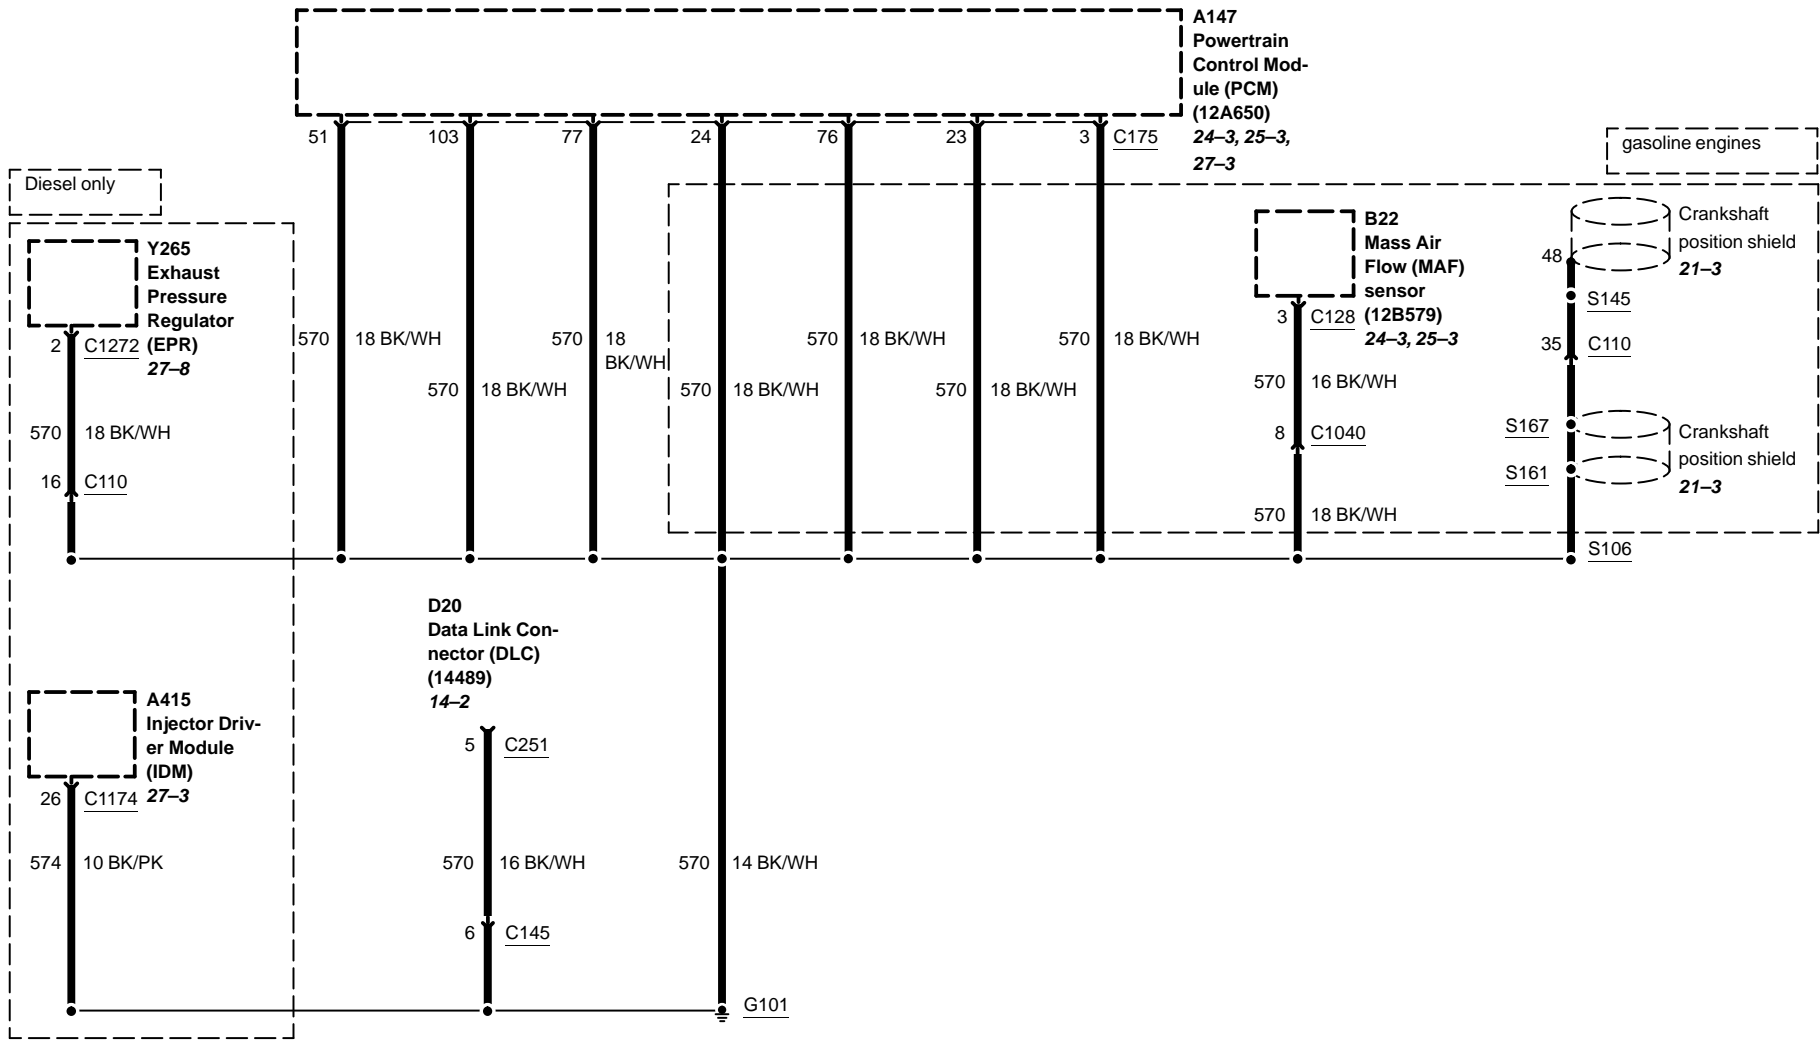 A147
Powertrain
Control Mod-
ule (PCM)
(12A650)
24–3, 25–3,
27–3
51
103
77
24
76
23
3
C175
gasoline engines
Diesel only
Y265
Exhaust
Pressure
Regulator
(EPR)
27–8
2
C1272
570
18 BK/WH
16
C110
570
18 BK/WH
570
18 BK/WH
570
18
BK/WH
570
18 BK/WH
570
18 BK/WH
570
18 BK/WH
570
18 BK/WH
B22
Mass Air
Flow (MAF)
sensor
(12B579)
24–3, 25–3
3
C128
570
16 BK/WH
8
C1040
570
18 BK/WH
Crankshaft
position shield
21–3
48
S145
35
C110
S167
S161
Crankshaft
position shield
21–3
S106
D20
Data Link Con-
nector (DLC)
(14489)
14–2
5
C251
570
16 BK/WH
6
C145
A415
Injector Driv-
er Module
(IDM)
27–3
26
C1174
574
10 BK/PK
570
14 BK/WH
G101